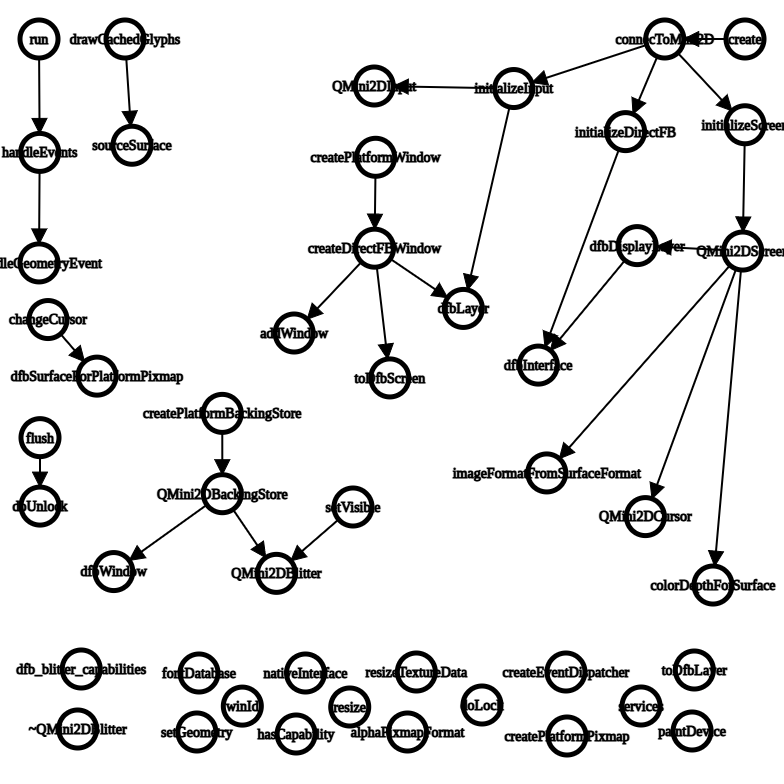 run
drawCachedGlyphs
connecToMini2D
create
QMini2DInput
initializeInput
initializeScreen
initializeDirectFB
handleEvents
sourceSurface
createPlatformWindow
dfbDisplayLayer
QMini2DScreen
createDirectFBWindow
dleGeometryEvent
dfbLayer
changeCursor
addWindow
dfbInterface
dfbSurfaceForPlatformPixmap
toDfbScreen
createPlatformBackingStore
flush
imageFormatFromSurfaceFormat
QMini2DBackingStore
doUnlock
setVisible
QMini2DCursor
dfbWindow
QMini2DBlitter
colorDepthForSurface
dfb_blitter_capabilities
fontDatabase
nativeInterface
resizeTextureData
createEventDispatcher
toDfbLayer
winId
resize
doLock
services
~QMini2DBlitter
setGeometry
hasCapability
alphaPixmapFormat
createPlatformPixmap
paintDevice